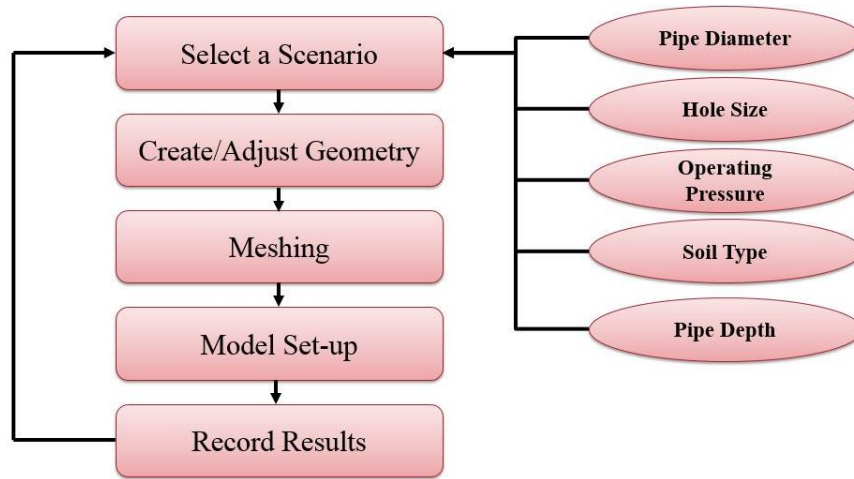 Select a Scenario
Create/Adjust Geometry
Meshing
Model Set-up
Record Results
Pipe Diameter
Hole Size
Operating
Pressure
Soil Type
Pipe Depth